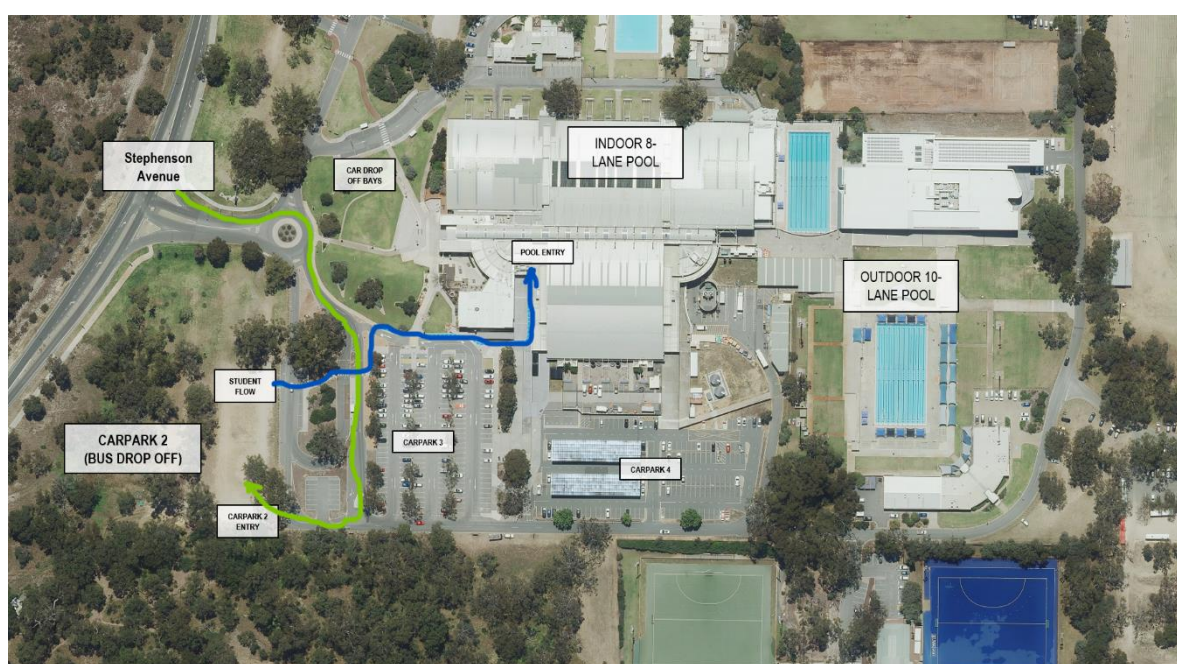 INDOOR 8-
LANE POOL
Stephenson
Avenue
CAR DROP
OFF BAYS
POOL ENTRY
OUTDOOR 10-
LANE POOL
STUDENT
FLOW
CARPARK 2
(BUS DROP OFF)
CARPARK 3
CARPARK 4
CARPARK 2
ENTRY